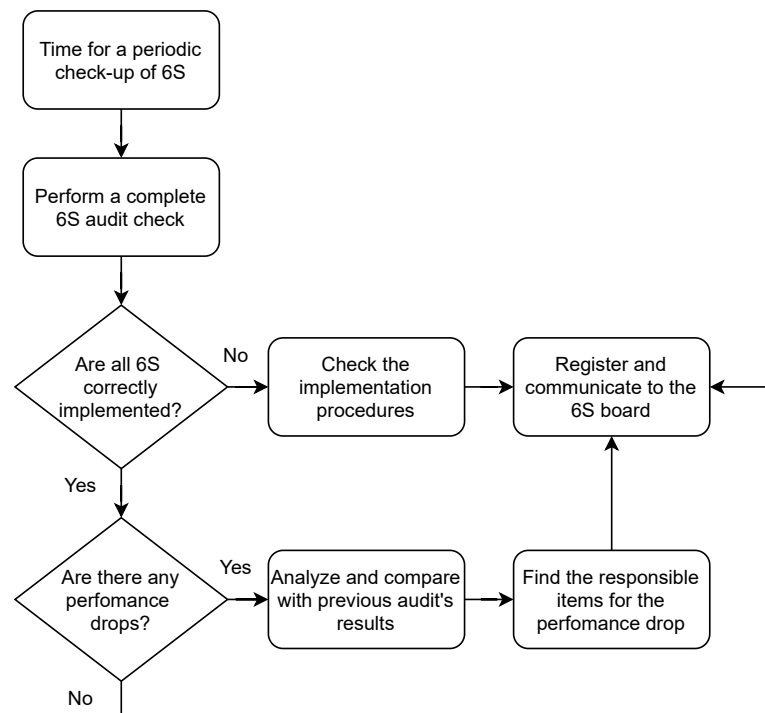 Time for a periodic
check-up of 6S
Perform a complete
6S audit check
Are all 6S
correctly
implemented?
No
Check the
implementation
procedures
Register and
communicate to the
6S board
Yes
Are there any
perfomance
drops?
Yes
Analyze and compare
with previous audit's
results
Find the responsible
items for the
perfomance drop
No